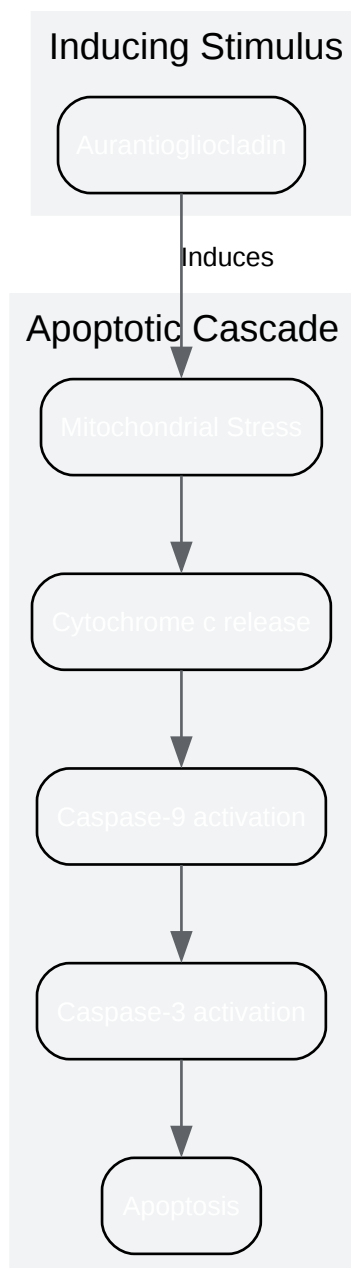 Inducing Stimulus
Aurantiogliocladin
Induces
Apoptotic Cascade
Mitochondrial Stress
Cytochrome c release
Caspase-9 activation
Caspase-3 activation
Apoptosis